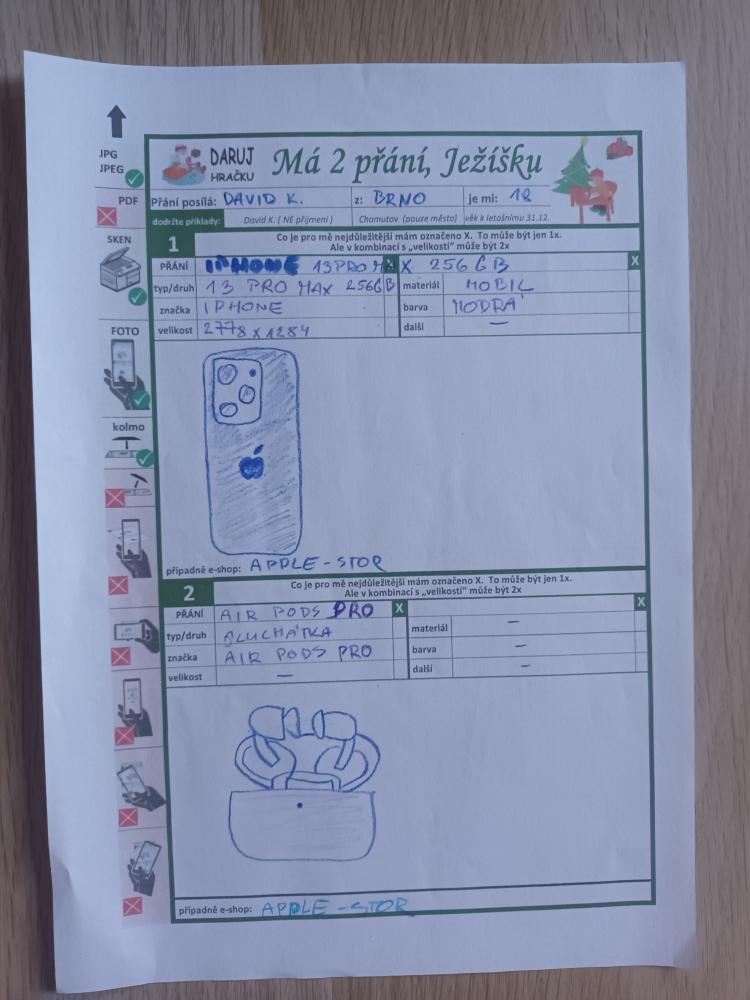 JPG
JPEG
PDF
SKEN
FOTO
kolmo
DARUJ
HRAČKU
Má 2 přání, Ježíšku
Přání posílá: DAVID K. z: BRNO je mi: 18
dodržte příklady: David K. ( NE příjmení ) Chomutov (pouze město) věk k letošnímu 31.12.
1 Co je pro mě nejdůležitější mám označeno X. To může být jen 1x.
Ale v kombinaci s „velikostí“ může být 2x
PŘÁNÍ IPHONE 13 PRO MAX 256 GB X
typ/druh 13 PRO MAX 256GB materiál MOBIL
značka IPHONE barva MODRÁ
velikost 2778 x 1284 další —
případně e-shop: APPLE - STOR
2 Co je pro mě nejdůležitější mám označeno X. To může být jen 1x.
Ale v kombinaci s „velikostí“ může být 2x
PŘÁNÍ AIR PODS PRO X X
typ/druh SLUCHÁTKA materiál —
značka AIR PODS PRO barva —
velikost — další —
případně e-shop: APPLE - STOR